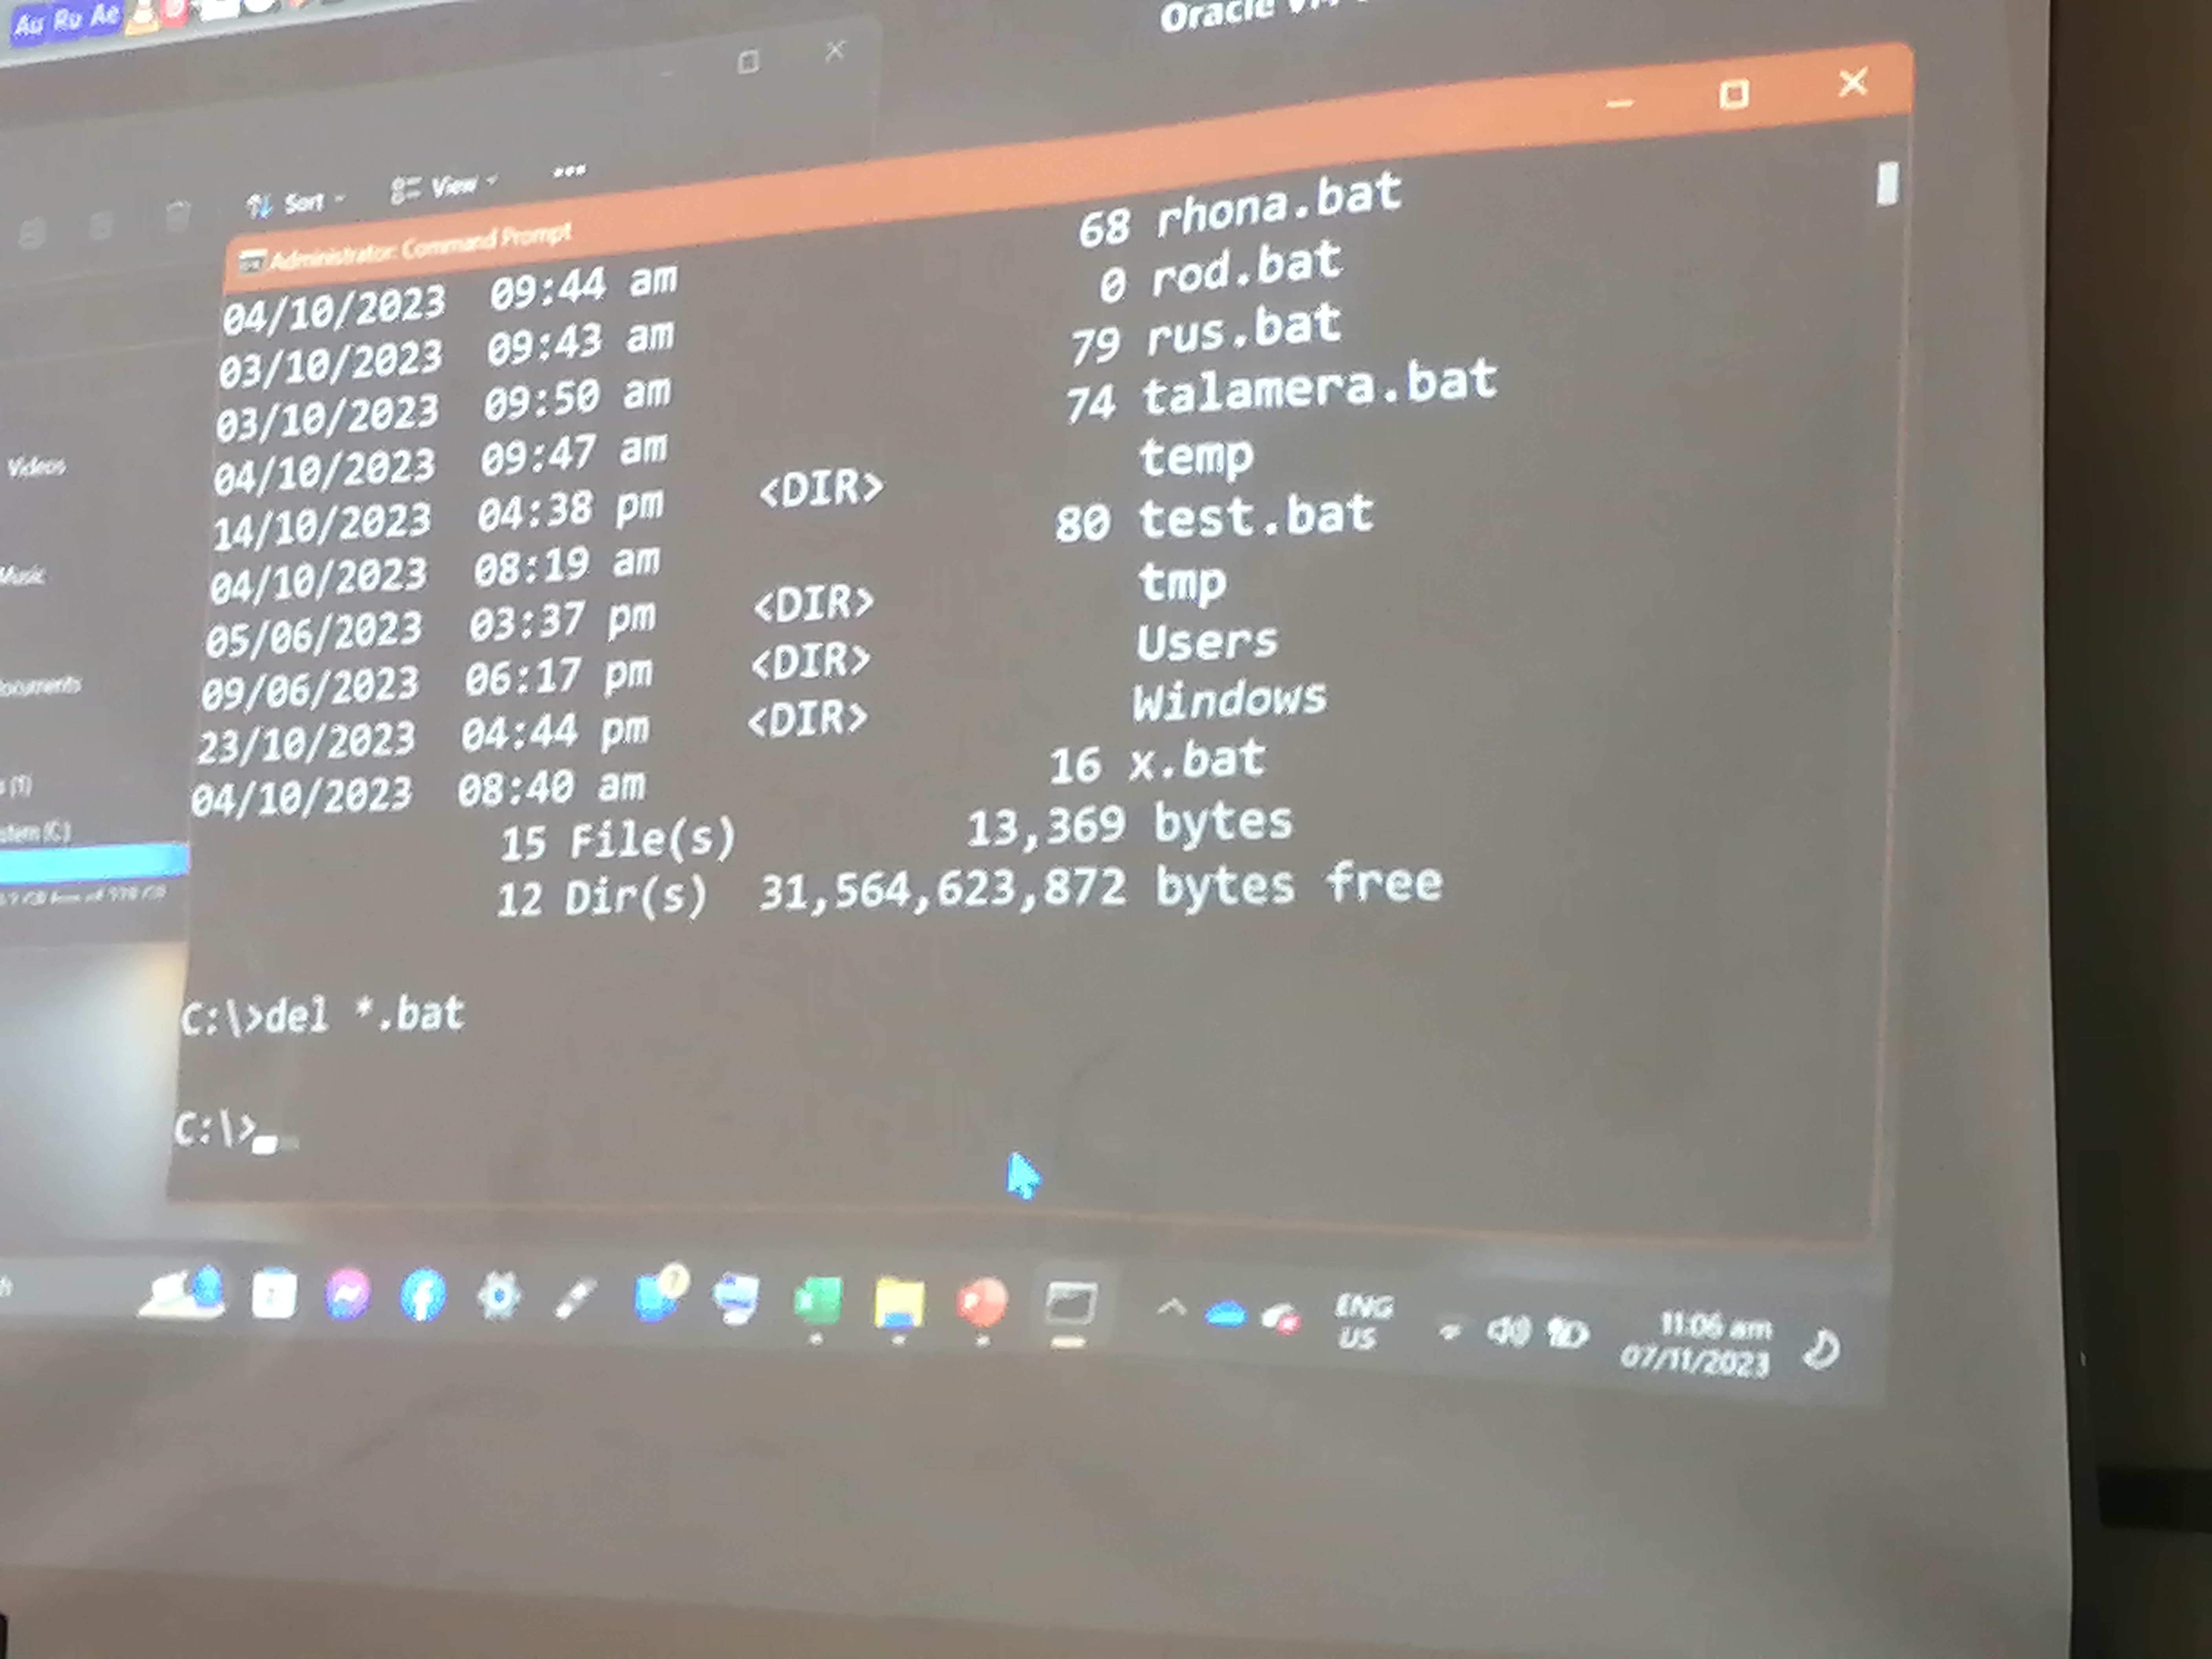 Au Ru Ae
Oracle VM
Sort View
Administrator: Command Prompt
04/10/2023 09:44 am 68 rhona.bat
03/10/2023 09:43 am 0 rod.bat
03/10/2023 09:50 am 79 rus.bat
04/10/2023 09:47 am 74 talamera.bat
14/10/2023 04:38 pm <DIR> temp
04/10/2023 08:19 am 80 test.bat
05/06/2023 03:37 pm <DIR> tmp
09/06/2023 06:17 pm <DIR> Users
23/10/2023 04:44 pm <DIR> Windows
04/10/2023 08:40 am 16 x.bat
15 File(s) 13,369 bytes
12 Dir(s) 31,564,623,872 bytes free
C:\>del *.bat
C:\>
Videos
Music
ocuments
(1)
stem (C:)
7
ENG
US
11:06 am
07/11/2023